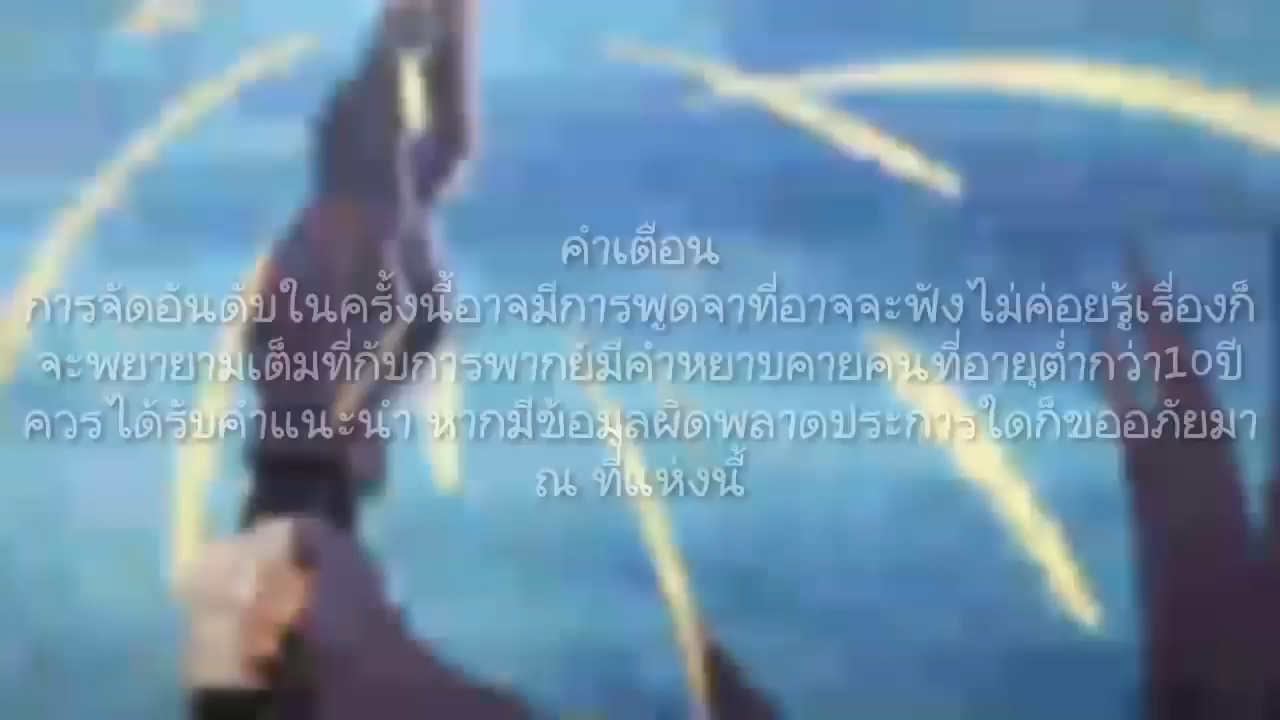 คำเตือน
การจัดอันดับในครั้งนี้อาจมีการพูดจาที่อาจจะฟังไม่ค่อยรู้เรื่องก็
จะพยายามเต็มที่กับการพากย์มีคำหยาบคายคนที่อายุต่ำกว่า10ปี
ควรได้รับคำแนะนำ หากมีข้อมูลผิดพลาดประการใดก็ขออภัยมา
ณ ที่แห่งนี้